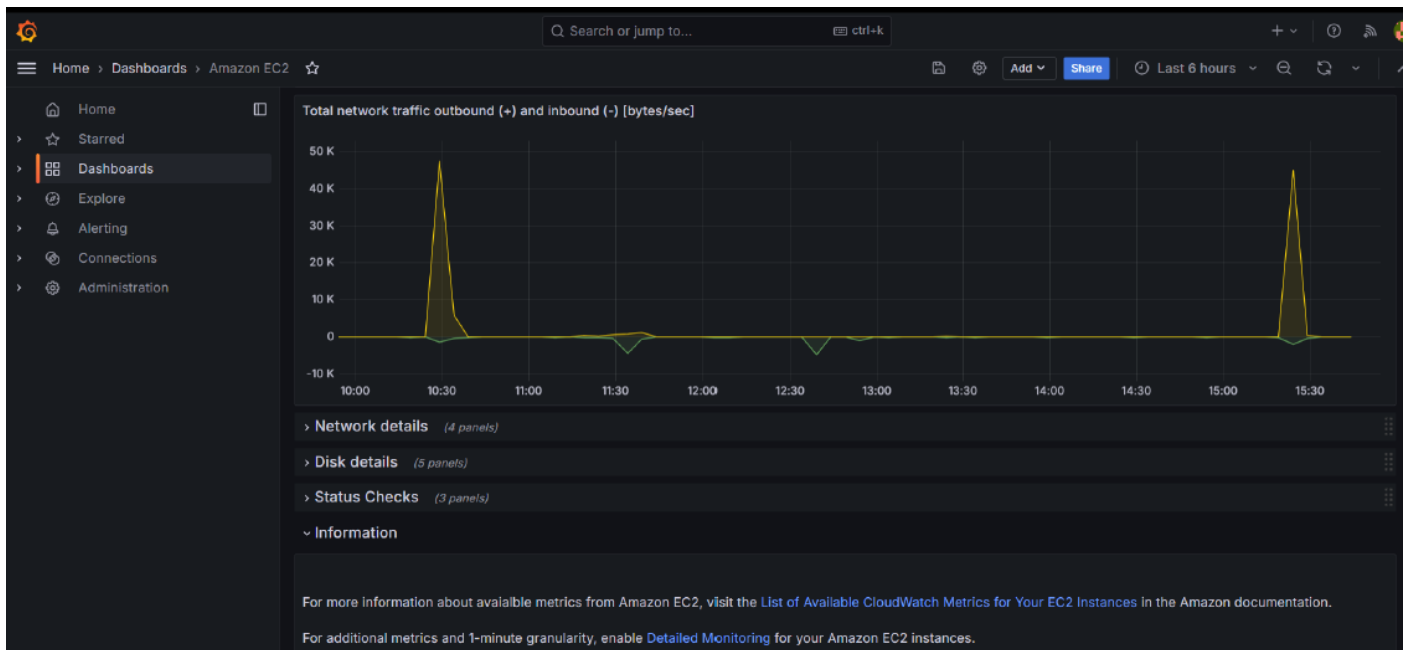 Search or jump to...
ctrl+k
Home › Dashboards › Amazon EC2
Add
Share
Last 6 hours
Home
Starred
Dashboards
Explore
Alerting
Connections
Administration
Total network traffic outbound (+) and inbound (-) [bytes/sec]
50 K
40 K
30 K
20 K
10 K
0
-10 K
10:00 10:30 11:00 11:30 12:00 12:30 13:00 13:30 14:00 14:30 15:00 15:30
Network details (4 panels)
Disk details (5 panels)
Status Checks (3 panels)
Information
For more information about avaialble metrics from Amazon EC2, visit the List of Available CloudWatch Metrics for Your EC2 Instances in the Amazon documentation.
For additional metrics and 1-minute granularity, enable Detailed Monitoring for your Amazon EC2 instances.